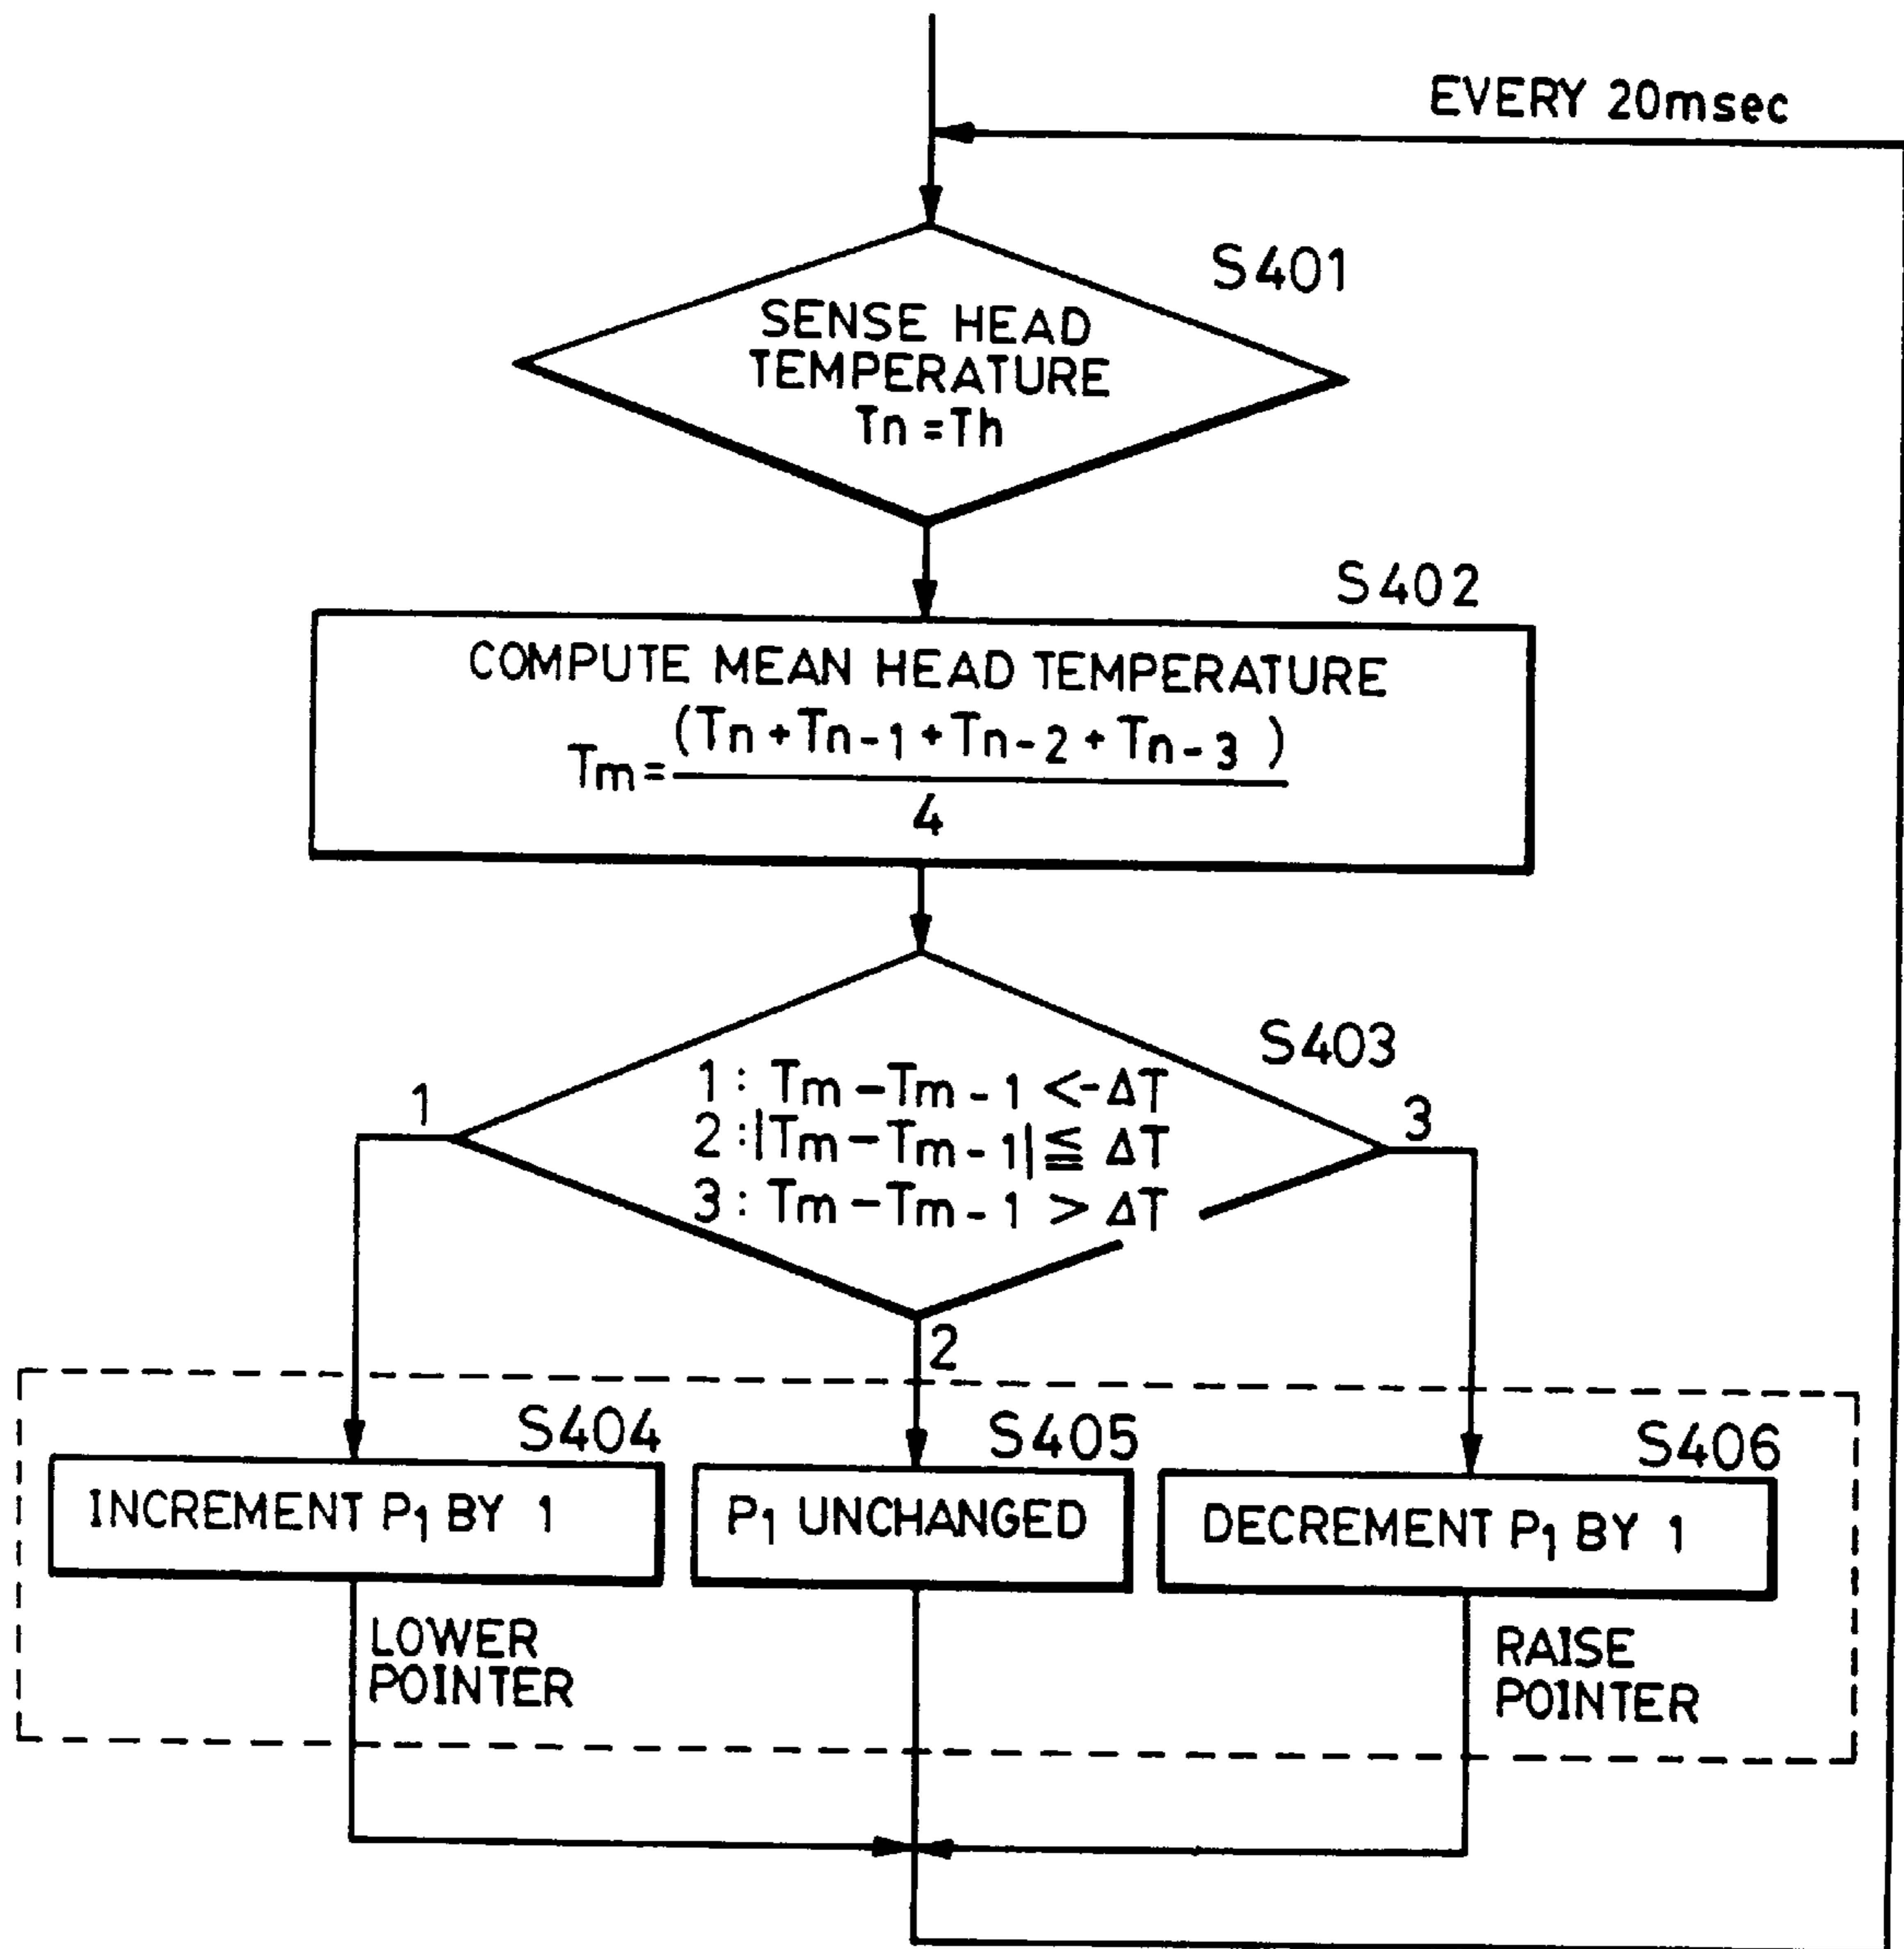 EVERY 20msec
S401
SENSE HEAD
TEMPERATURE
Tn=Th
S402
COMPUTE MEAN HEAD TEMPERATURE
Tm=(Tn+Tn-1+Tn-2+Tn-3)
4
S403
1
1: Tm-Tm-1 <-ΔT
2:|Tm-Tm-1|≦ ΔT
3: Tm-Tm-1 > ΔT
3
2
S404
S405
S406
INCREMENT P1 BY 1
P1 UNCHANGED
DECREMENT P1 BY 1
LOWER
POINTER
RAISE
POINTER